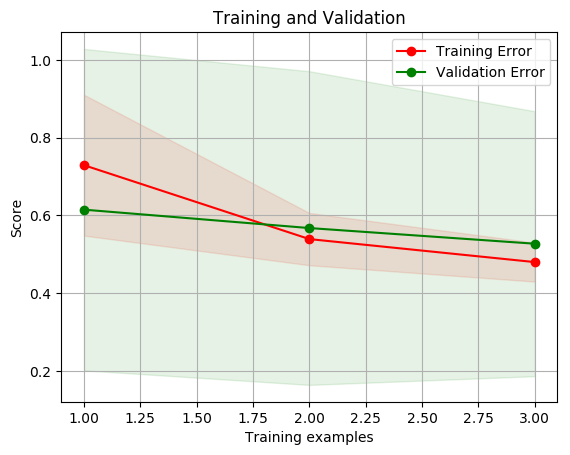 Training and Validation
Training Error
Validation Error
1.0
0.8
0.6
0.4
0.2
Score
1.00 1.25 1.50 1.75 2.00 2.25 2.50 2.75 3.00
Training examples